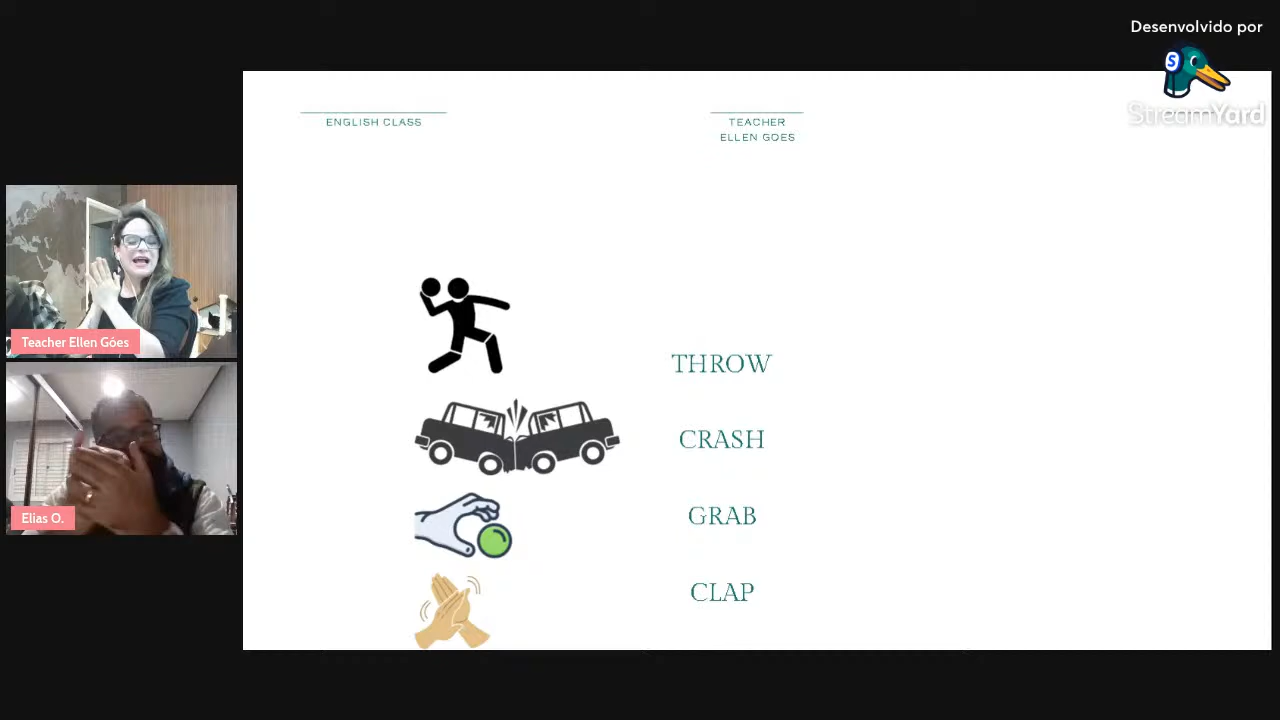 Desenvolvido por
S
StreamYard
ENGLISH CLASS
TEACHER
ELLEN GOES
Teacher Ellen Góes
Elias O.
THROW
CRASH
GRAB
CLAP